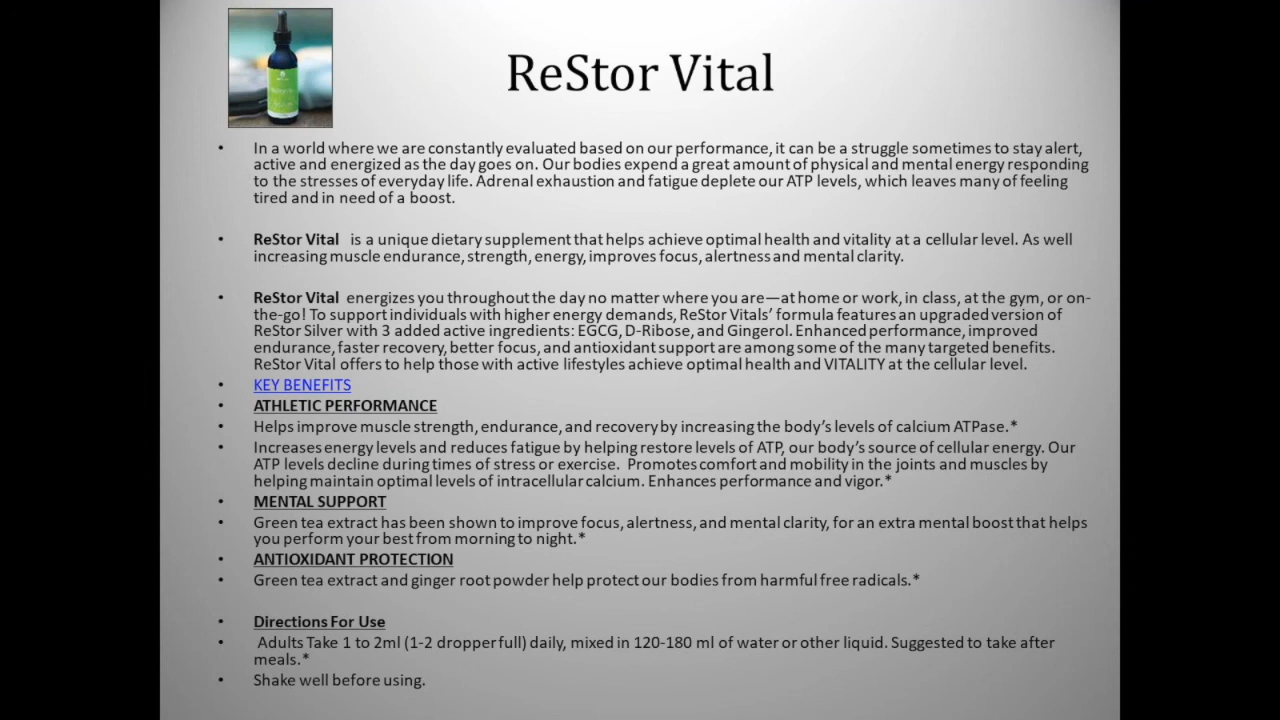 ReStor Vital
• In a world where we are constantly evaluated based on our performance, it can be a struggle sometimes to stay alert,
active and energized as the day goes on. Our bodies expend a great amount of physical and mental energy responding
to the stresses of everyday life. Adrenal exhaustion and fatigue deplete our ATP levels, which leaves many of feeling
tired and in need of a boost.
• ReStor Vital is a unique dietary supplement that helps achieve optimal health and vitality at a cellular level. As well
increasing muscle endurance, strength, energy, improves focus, alertness and mental clarity.
• ReStor Vital energizes you throughout the day no matter where you are—at home or work, in class, at the gym, or on-
the-go! To support individuals with higher energy demands, ReStor Vitals’ formula features an upgraded version of
ReStor Silver with 3 added active ingredients: EGCG, D-Ribose, and Gingerol. Enhanced performance, improved
endurance, faster recovery, better focus, and antioxidant support are among some of the many targeted benefits.
ReStor Vital offers to help those with active lifestyles achieve optimal health and VITALITY at the cellular level.
• KEY BENEFITS
• ATHLETIC PERFORMANCE
• Helps improve muscle strength, endurance, and recovery by increasing the body’s levels of calcium ATPase.*
• Increases energy levels and reduces fatigue by helping restore levels of ATP, our body’s source of cellular energy. Our
ATP levels decline during times of stress or exercise. Promotes comfort and mobility in the joints and muscles by
helping maintain optimal levels of intracellular calcium. Enhances performance and vigor.*
• MENTAL SUPPORT
• Green tea extract has been shown to improve focus, alertness, and mental clarity, for an extra mental boost that helps
you perform your best from morning to night.*
• ANTIOXIDANT PROTECTION
• Green tea extract and ginger root powder help protect our bodies from harmful free radicals.*
• Directions For Use
• Adults Take 1 to 2ml (1-2 dropper full) daily, mixed in 120-180 ml of water or other liquid. Suggested to take after
meals.*
• Shake well before using.